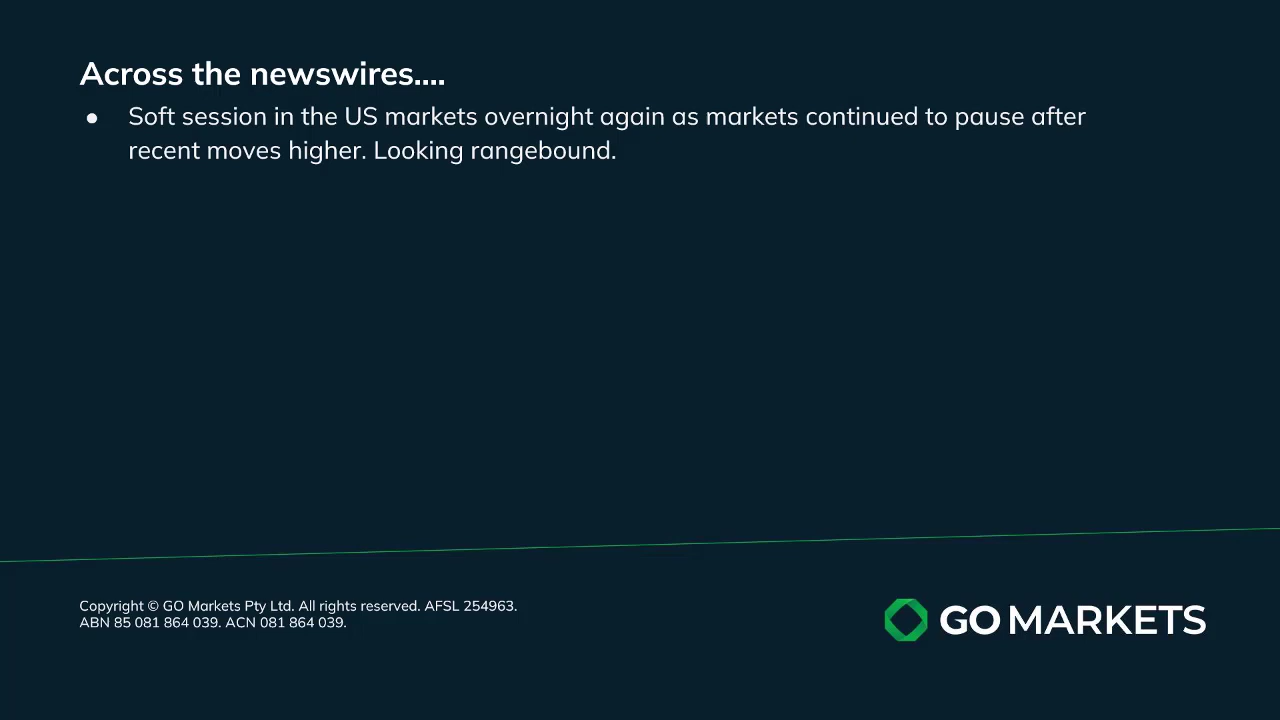 Across the newswires....
● Soft session in the US markets overnight again as markets continued to pause after
recent moves higher. Looking rangebound.
Copyright © GO Markets Pty Ltd. All rights reserved. AFSL 254963.
ABN 85 081 864 039. ACN 081 864 039.
GO MARKETS